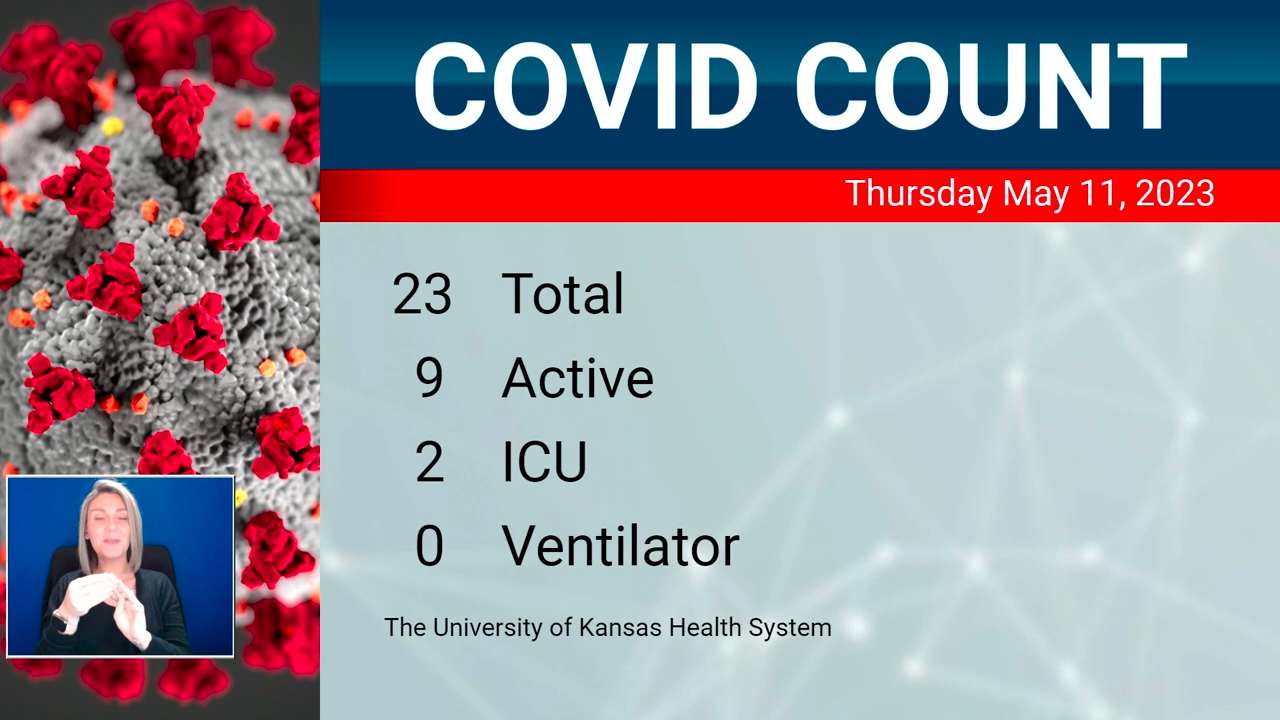 COVID COUNT
Thursday May 11, 2023
23 Total
9 Active
2 ICU
0 Ventilator
The University of Kansas Health System